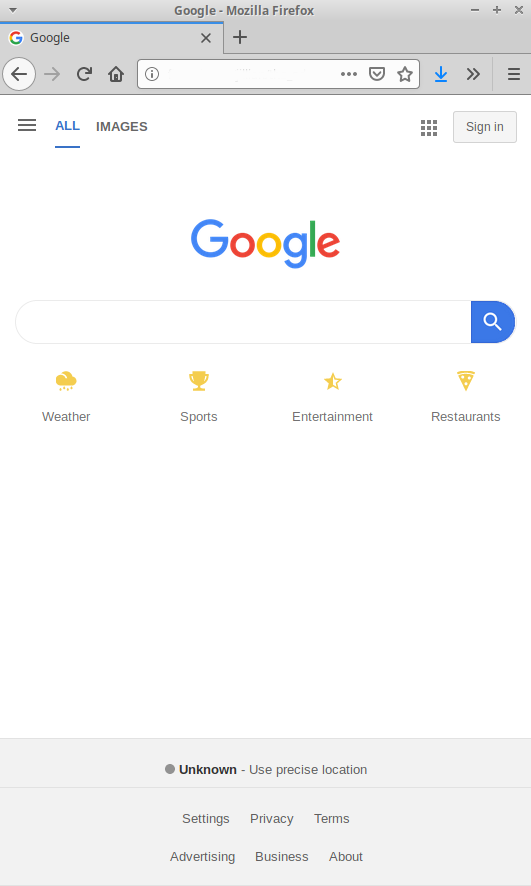 Google - Mozilla Firefox
Google
ALL IMAGES Sign in
Google
Weather Sports Entertainment Restaurants
Unknown - Use precise location
Settings Privacy Terms
Advertising Business About